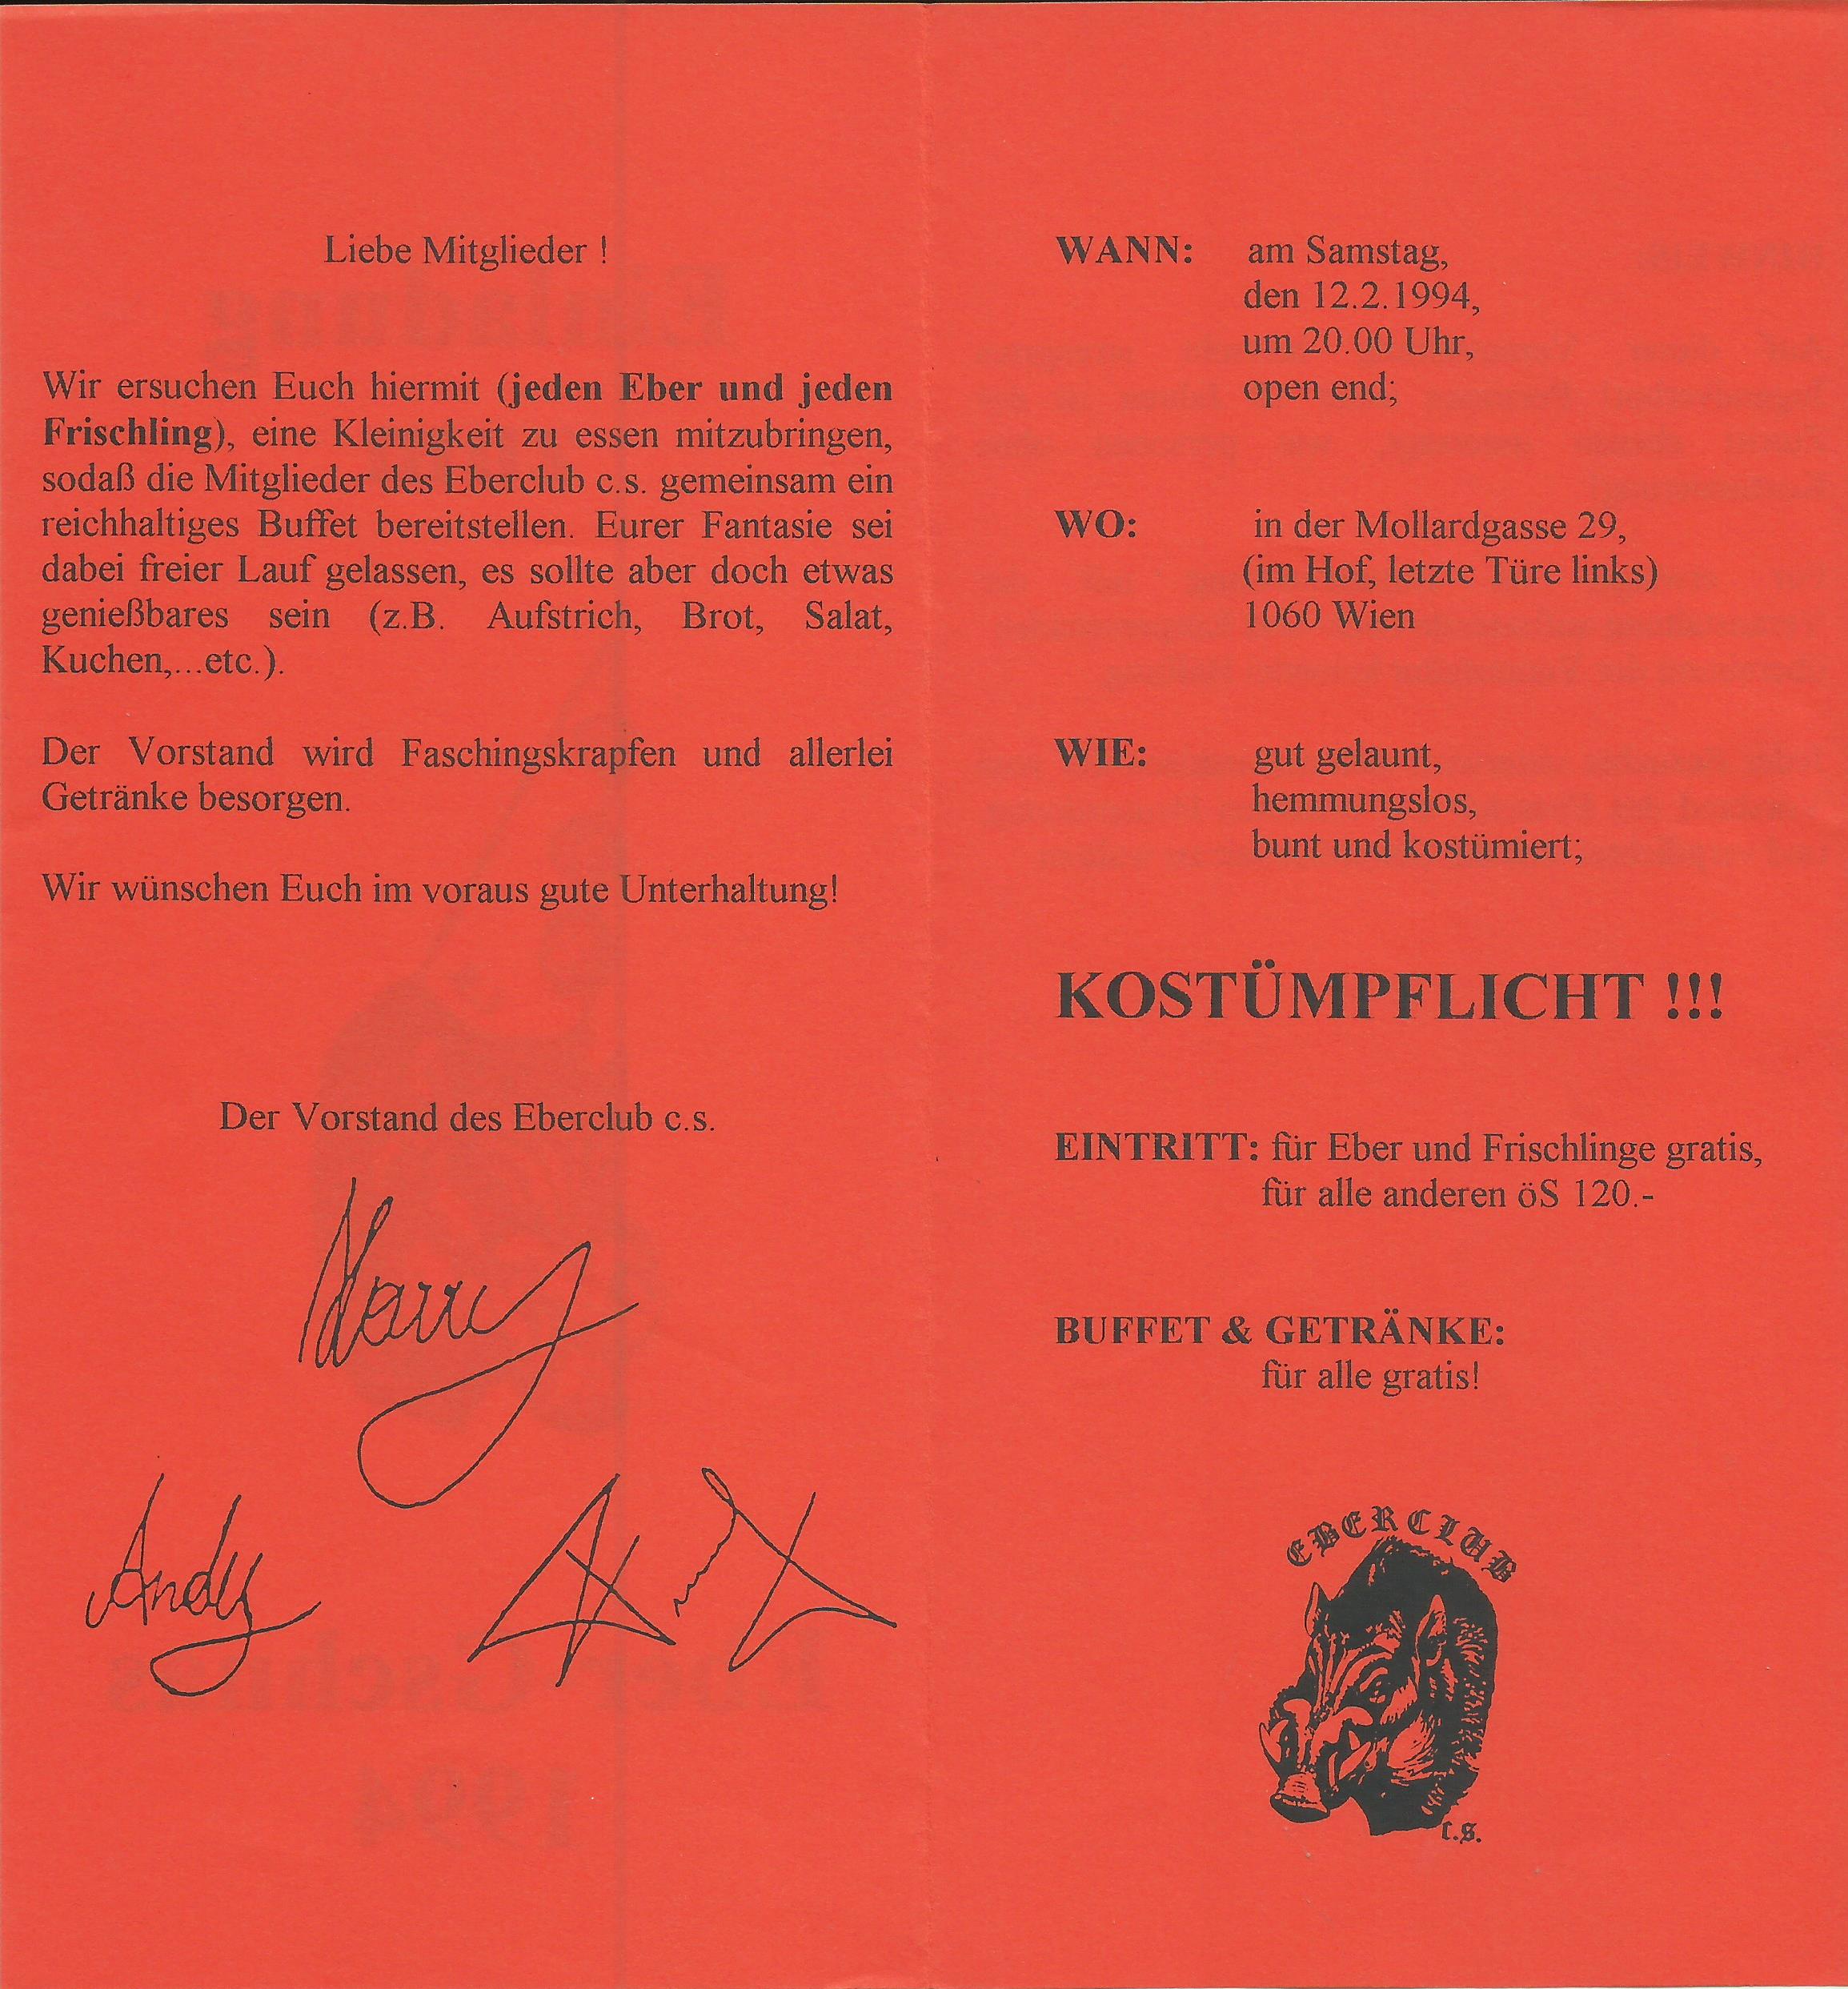 Liebe Mitglieder !
Wir ersuchen Euch hiermit (jeden Eber und jeden
Frischling), eine Kleinigkeit zu essen mitzubringen,
sodaß die Mitglieder des Eberclub c.s. gemeinsam ein
reichhaltiges Buffet bereitstellen. Eurer Fantasie sei
dabei freier Lauf gelassen, es sollte aber doch etwas
genießbares sein (z.B. Aufstrich, Brot, Salat,
Kuchen,...etc.).
Der Vorstand wird Faschingskrapfen und allerlei
Getränke besorgen.
Wir wünschen Euch im voraus gute Unterhaltung!
Der Vorstand des Eberclub c.s.
Harry
Andy
WANN: am Samstag,
den 12.2.1994,
um 20.00 Uhr,
open end;
WO: in der Mollardgasse 29,
(im Hof, letzte Türe links)
1060 Wien
WIE: gut gelaunt,
hemmungslos,
bunt und kostümiert;
KOSTÜMPFLICHT !!!
EINTRITT: für Eber und Frischlinge gratis,
für alle anderen öS 120.-
BUFFET & GETRÄNKE:
für alle gratis!
EBERCLUB
c.s.